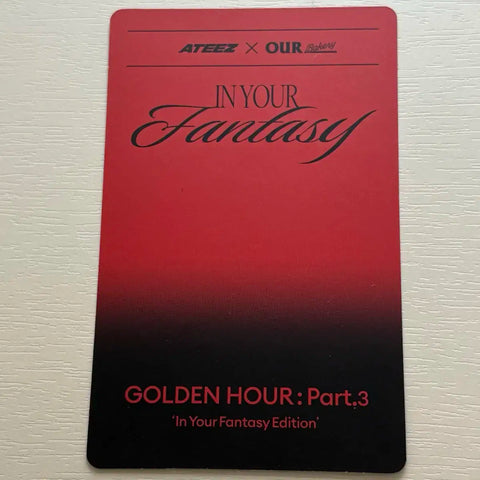 ATEEZ × OUR Bakery
IN YOUR
Fantasy
GOLDEN HOUR : Part.3
‘In Your Fantasy Edition’